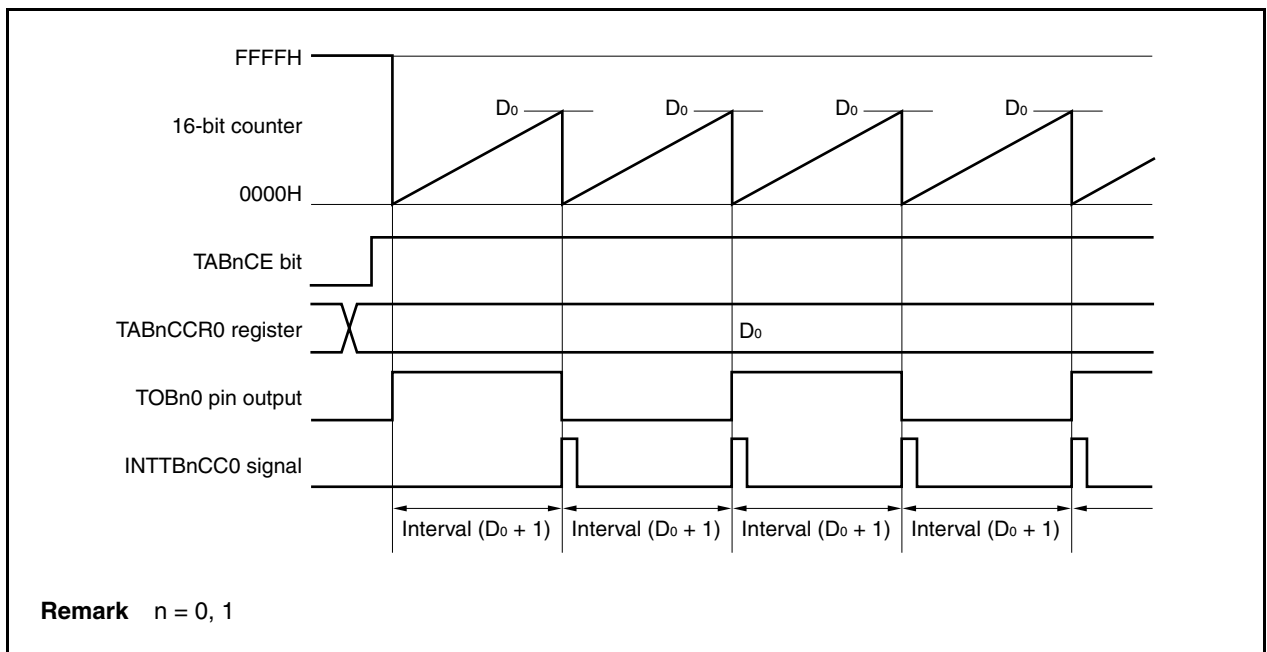 FFFFH
D0 D0 D0 D0
16-bit counter
0000H
TABnCE bit
TABnCCR0 register D0
TOBn0 pin output
INTTBnCC0 signal
Interval (D0 + 1) Interval (D0 + 1) Interval (D0 + 1) Interval (D0 + 1)
Remark n = 0, 1